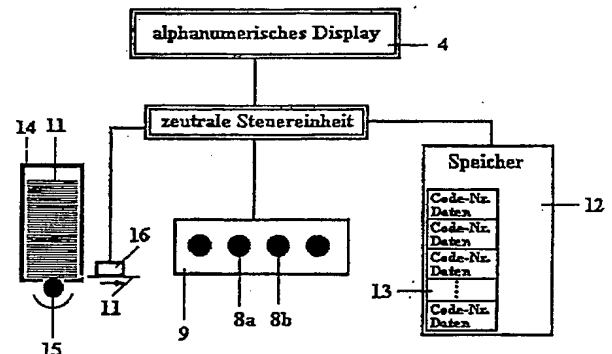 alphanumerisches Display
4
zeutrale Steuereinheit
14
11
Speicher
Code-Nr.
Daten
Code-Nr.
Daten
Code-Nr.
Daten
Code-Nr.
Daten
12
13
16
11
15
9
8a
8b